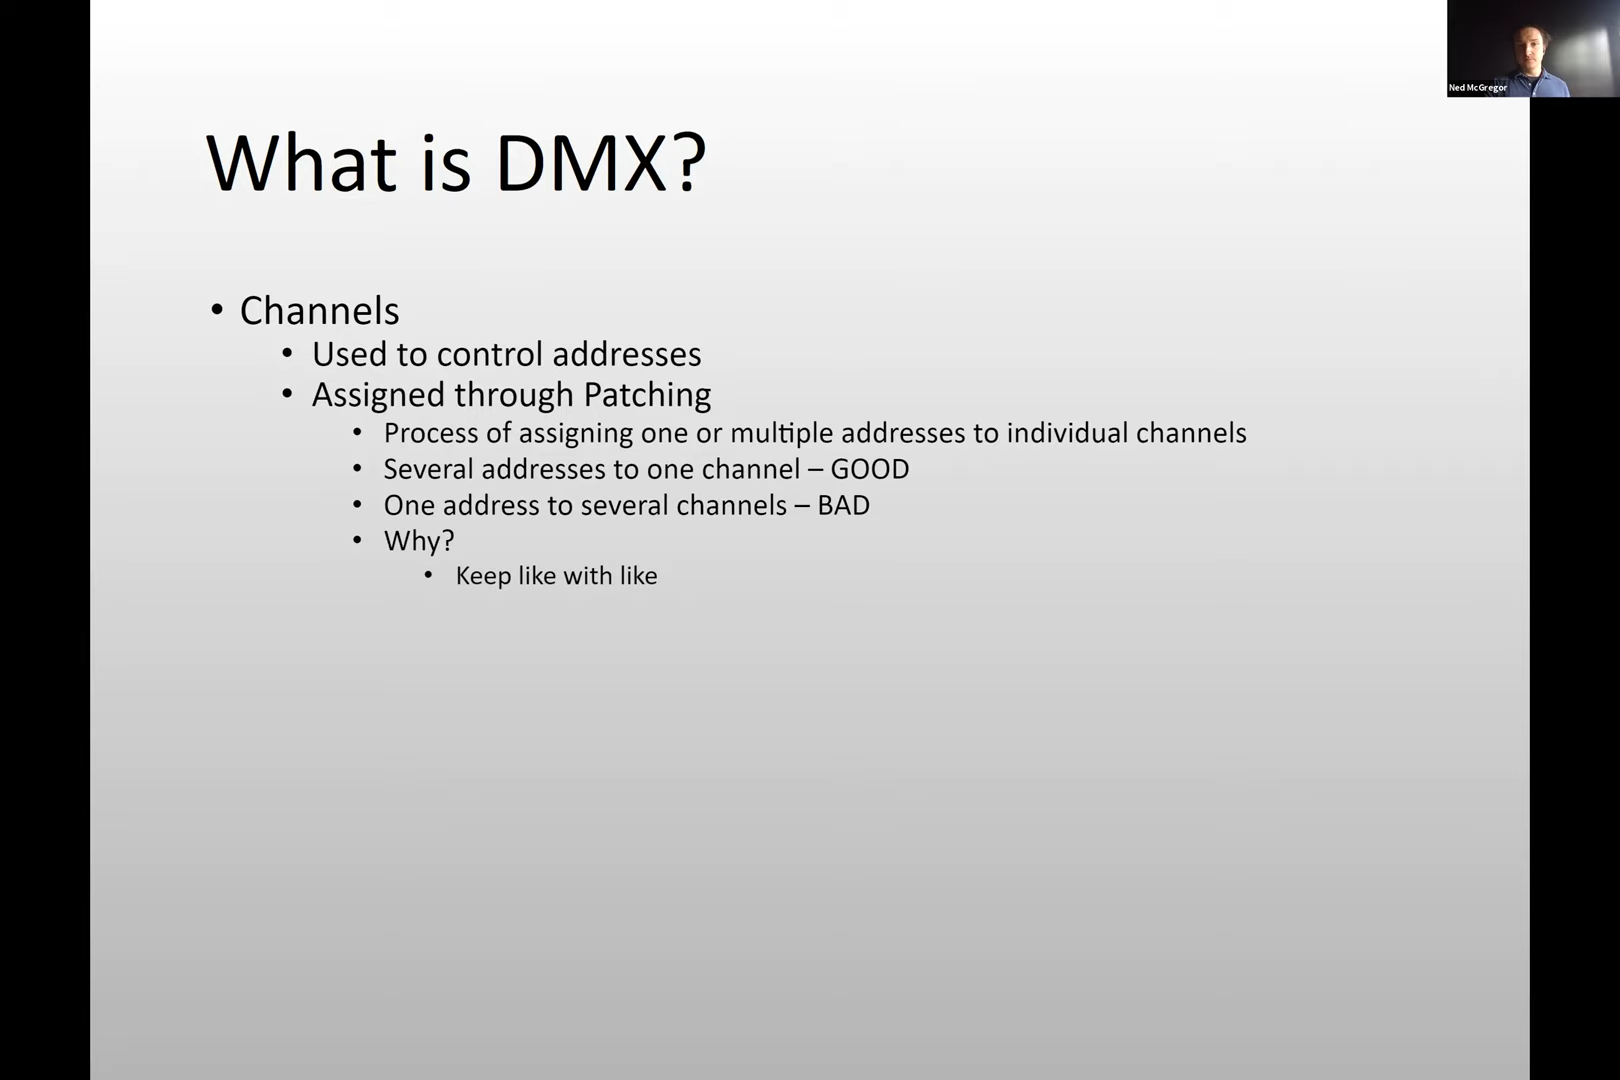 Ned McGregor
What is DMX?
• Channels
• Used to control addresses
• Assigned through Patching
• Process of assigning one or multiple addresses to individual channels
• Several addresses to one channel – GOOD
• One address to several channels – BAD
• Why?
• Keep like with like